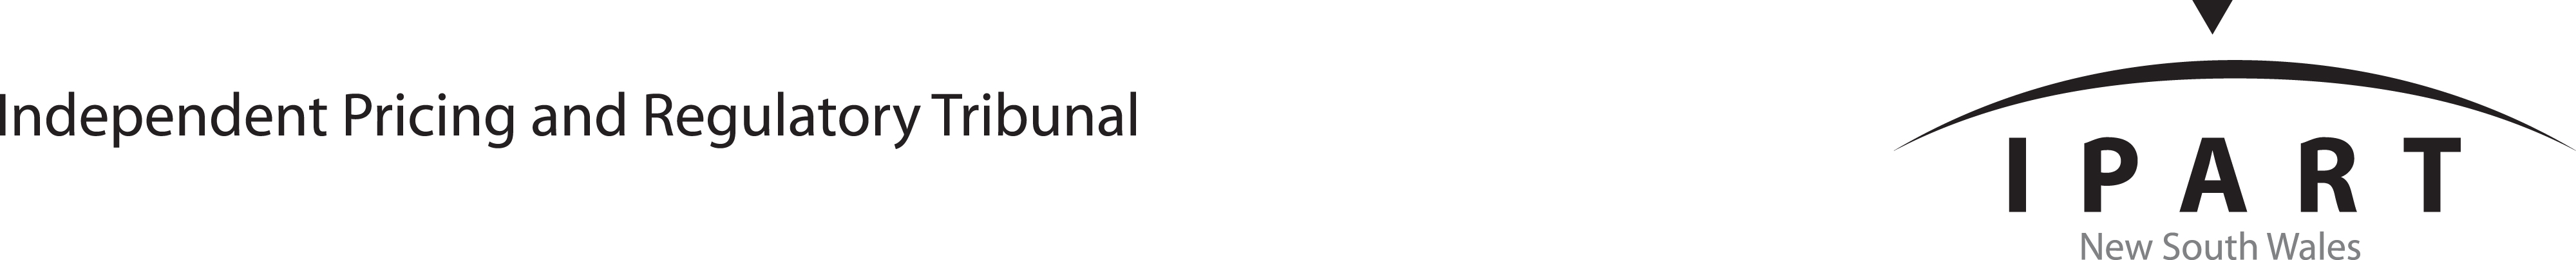 Independent Pricing and Regulatory Tribunal
IPART
New South Wales